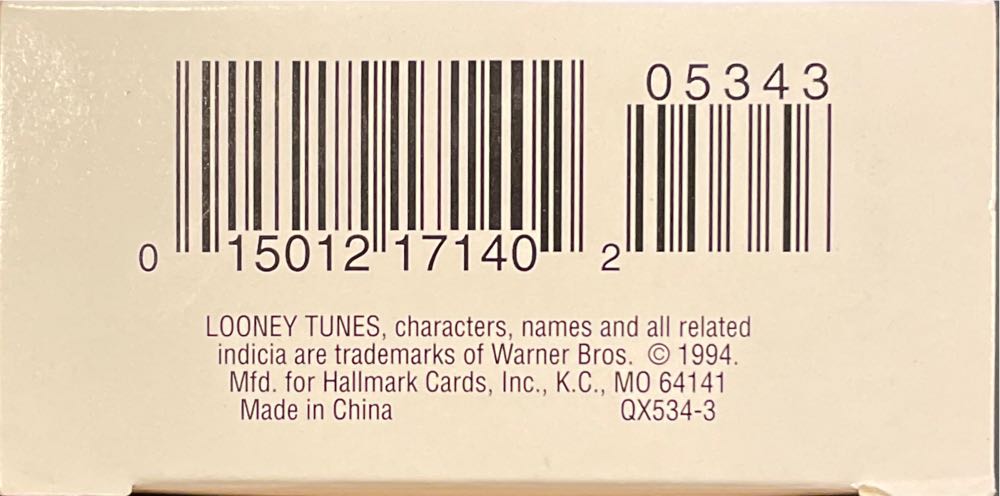 05343
0 15012 17140 2
LOONEY TUNES, characters, names and all related
indicia are trademarks of Warner Bros. © 1994.
Mfd. for Hallmark Cards, Inc., K.C., MO 64141
Made in China QX534-3